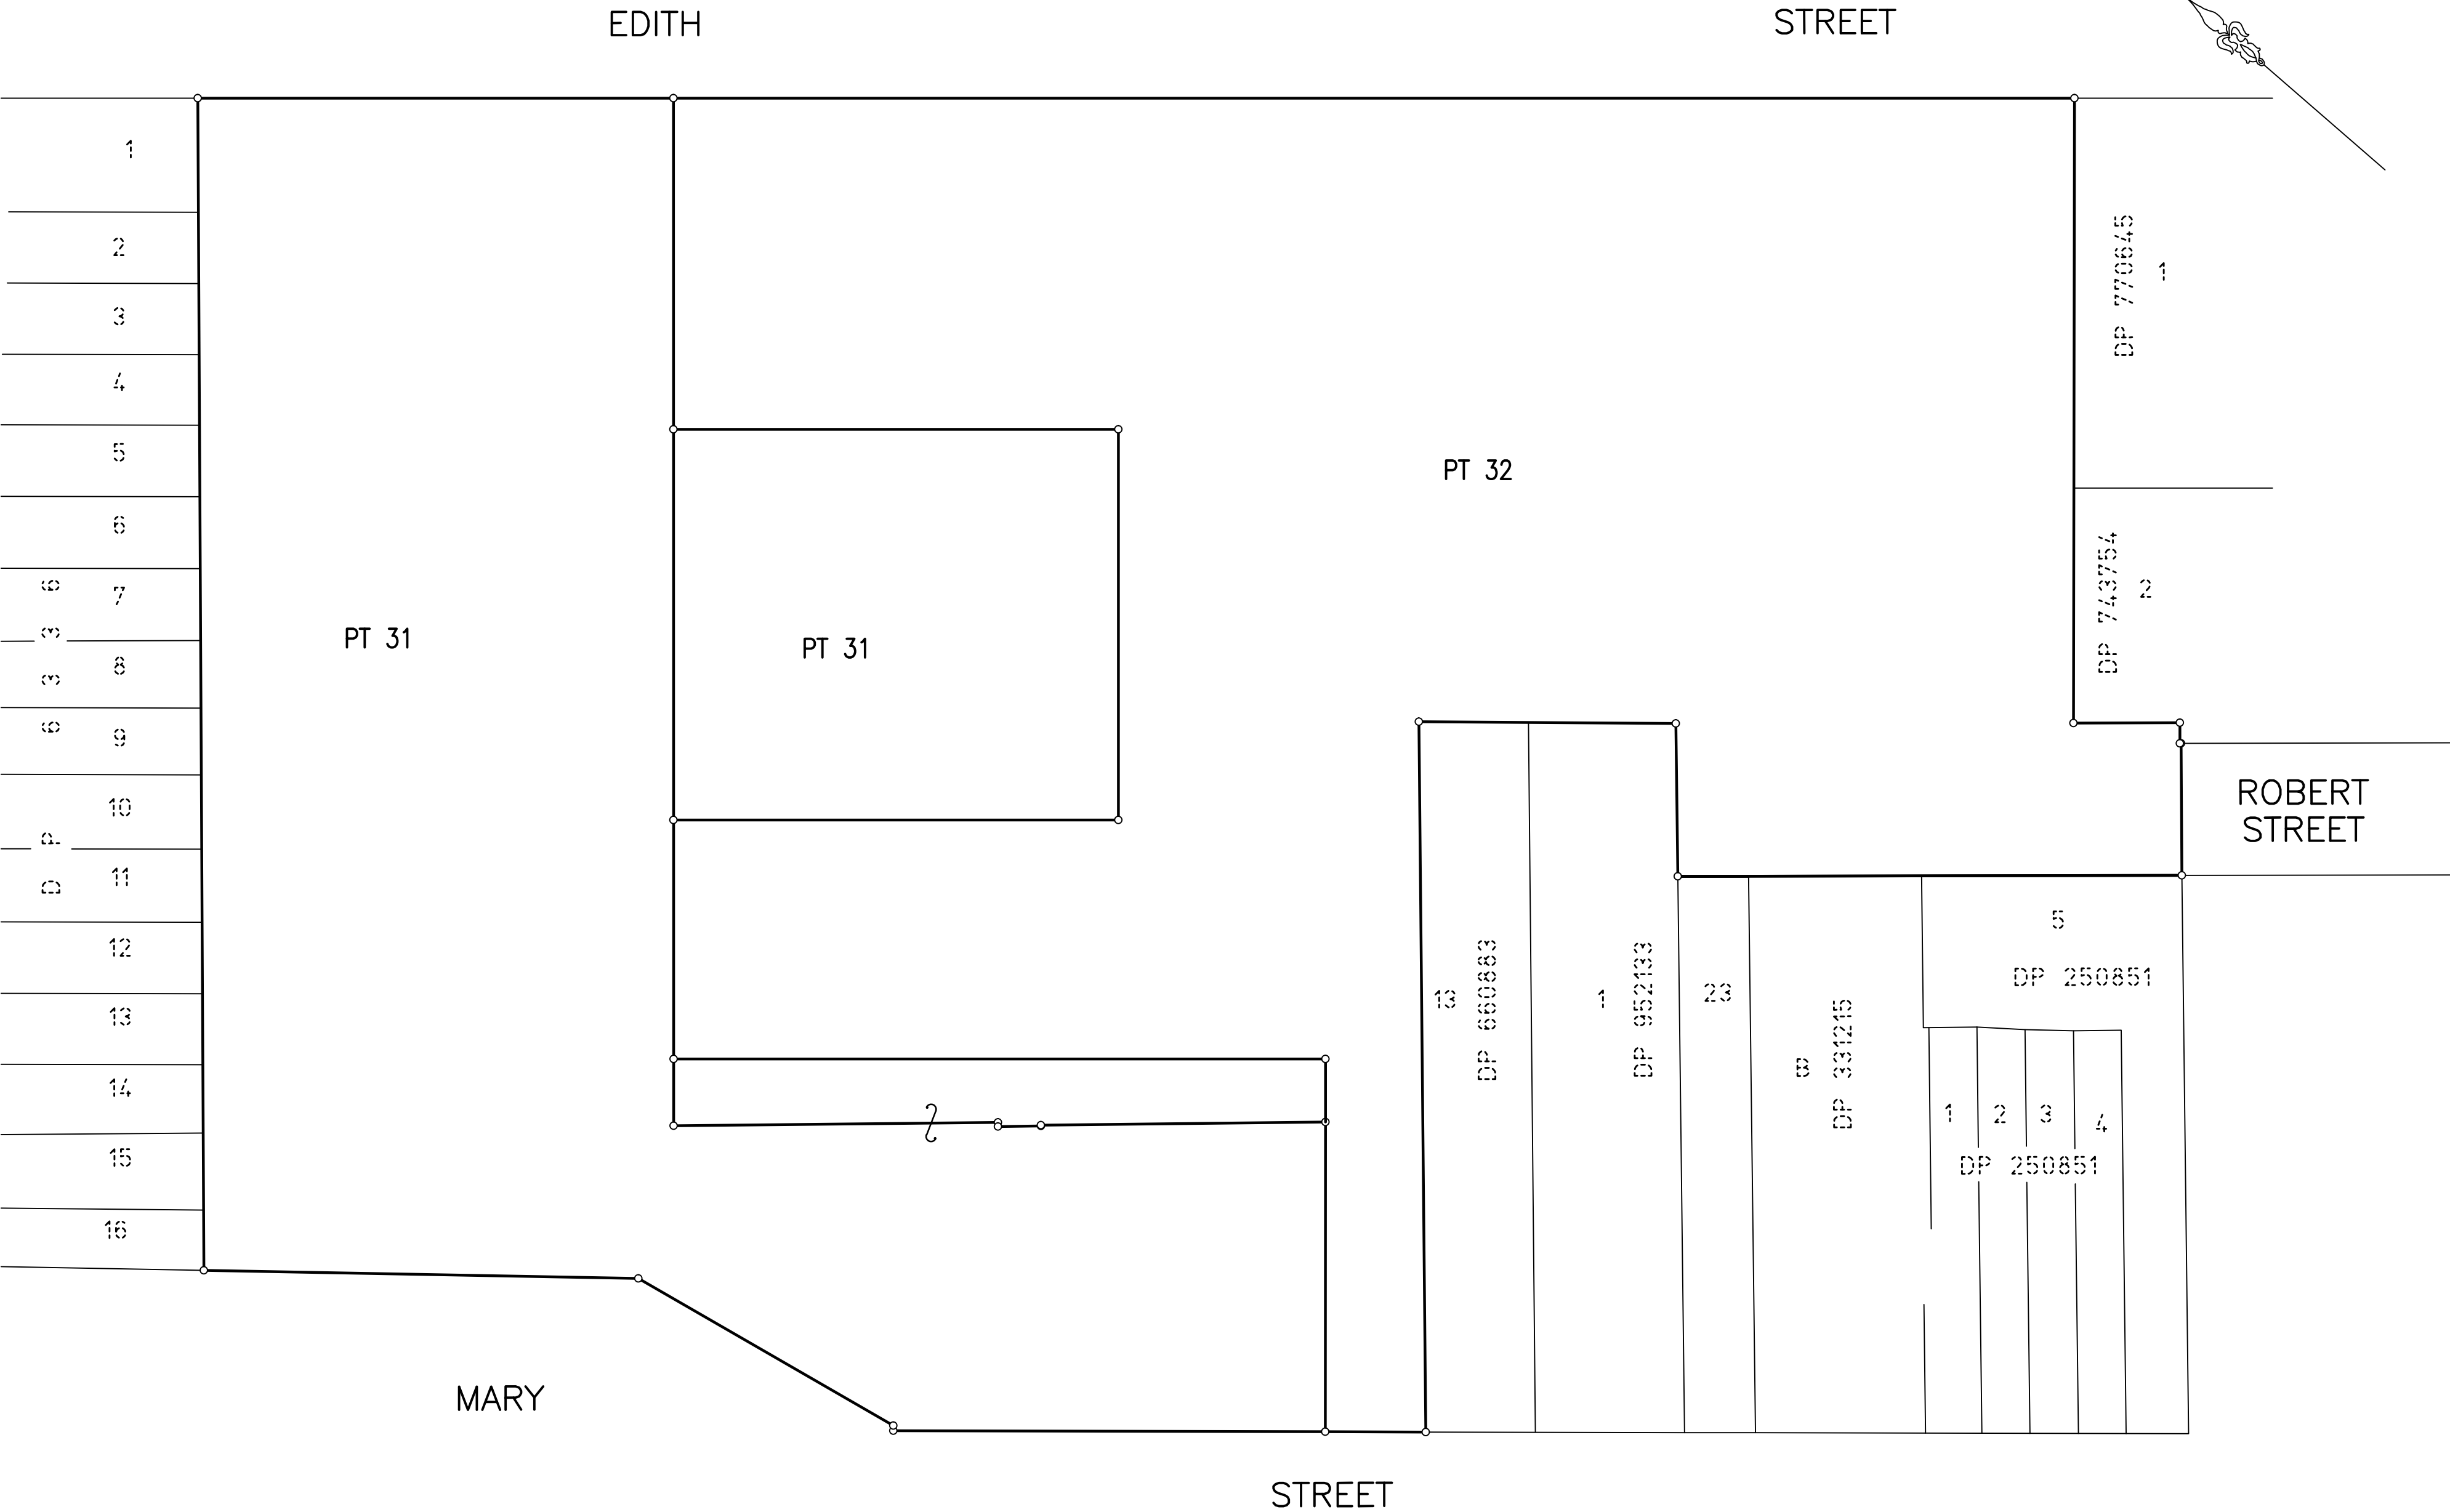 EDITH STREET
1
2
3
4
5
6
7
8
9
10
11
12
13
14
15
16
DP 6336
PT 31
PT 31
PT 32
DP 770645
1
DP 743754
2
ROBERT
STREET
13
DP 660883
1
DP 952133
23
B
DP 331215
5
DP 250851
1
2
3
4
DP 250851
MARY STREET